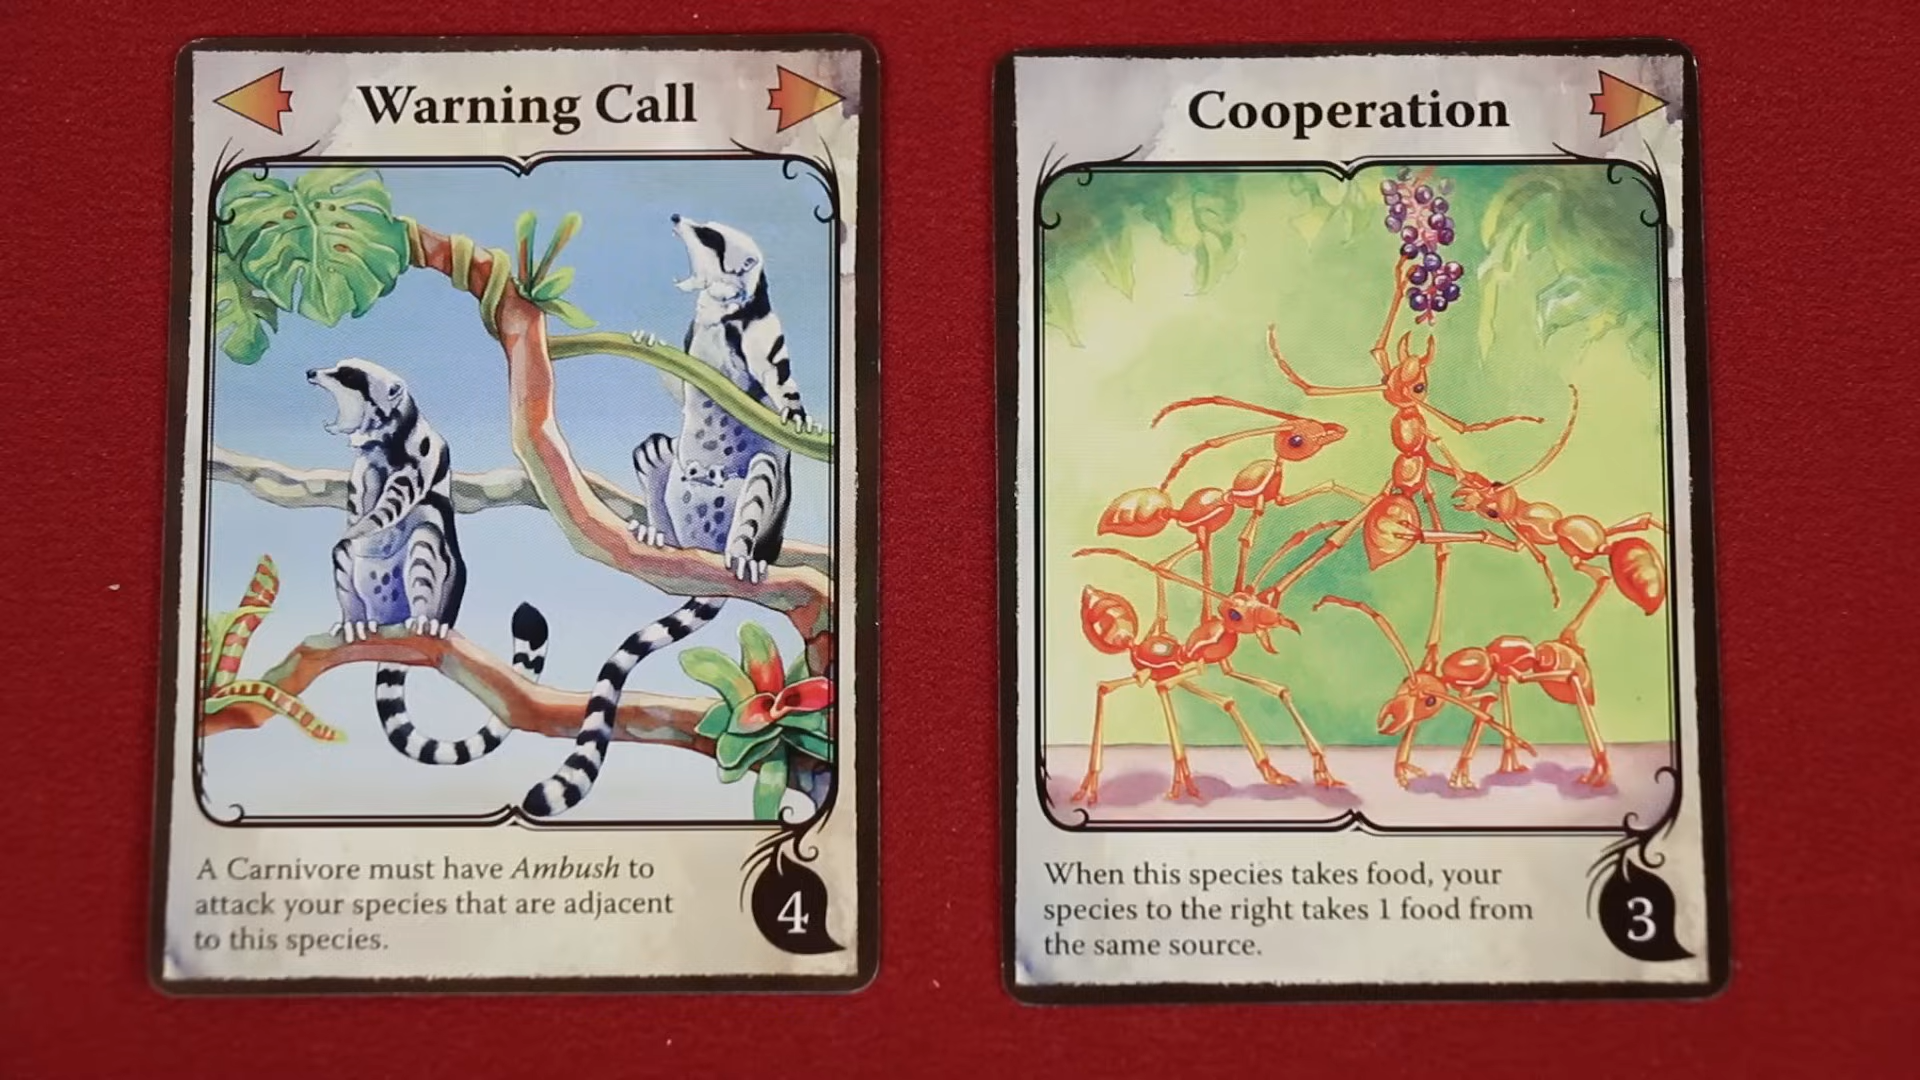 Warning Call
A Carnivore must have Ambush to
attack your species that are adjacent
to this species.
4
Cooperation
When this species takes food, your
species to the right takes 1 food from
the same source.
3